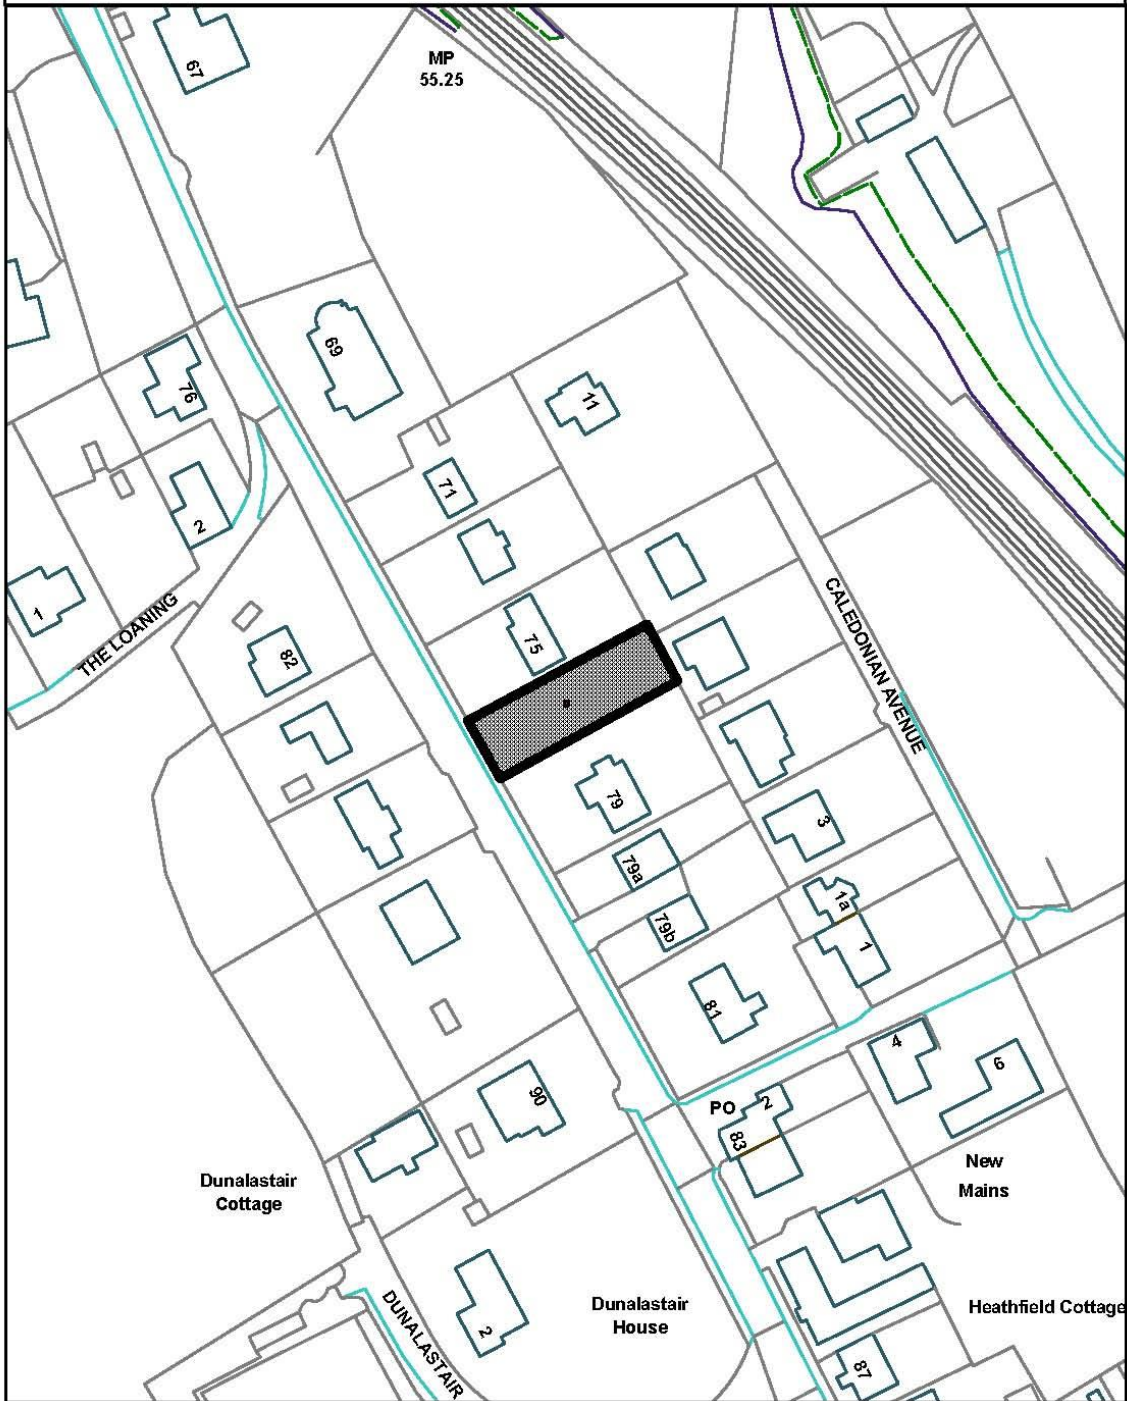 67
MP
55.25
69
76
11
71
2
1
THE LOANING
75
82
CALEDONIAN AVENUE
79
3
79a
1a
79b
1
81
4
6
90
PO
2
83
New
Mains
Dunalastair
Cottage
Dunalastair
House
Heathfield Cottage
DUNALASTAIR
2
87